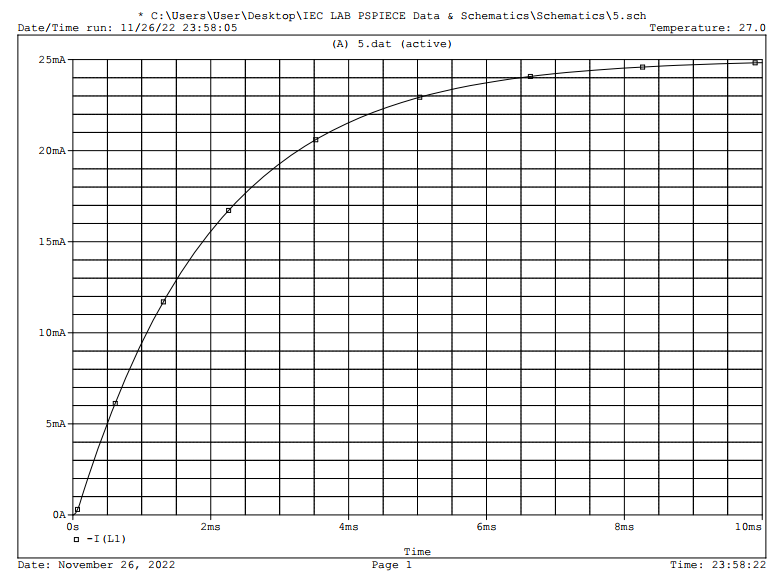 * C:\Users\User\Desktop\IEC LAB PSPIECE Data & Schematics\Schematics\5.sch
Date/Time run: 11/26/22 23:58:05 Temperature: 27.0
(A) 5.dat (active)
25mA
20mA
15mA
10mA
5mA
0A
0s 2ms 4ms 6ms 8ms 10ms
-I(L1)
Time
Date: November 26, 2022 Page 1 Time: 23:58:22